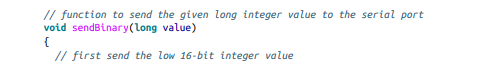 // function to send the given long integer value to the serial port
void sendBinary(long value)
{
// first send the low 16-bit integer value